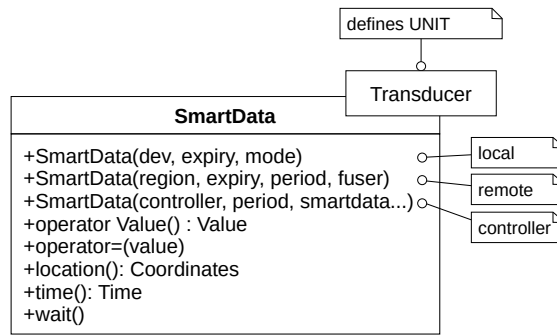 defines UNIT
Transducer
SmartData
+SmartData(dev, expiry, mode)
local
+SmartData(region, expiry, period, fuser)
remote
+SmartData(controller, period, smartdata...)
controller
+operator Value() : Value
+operator=(value)
+location(): Coordinates
+time(): Time
+wait()